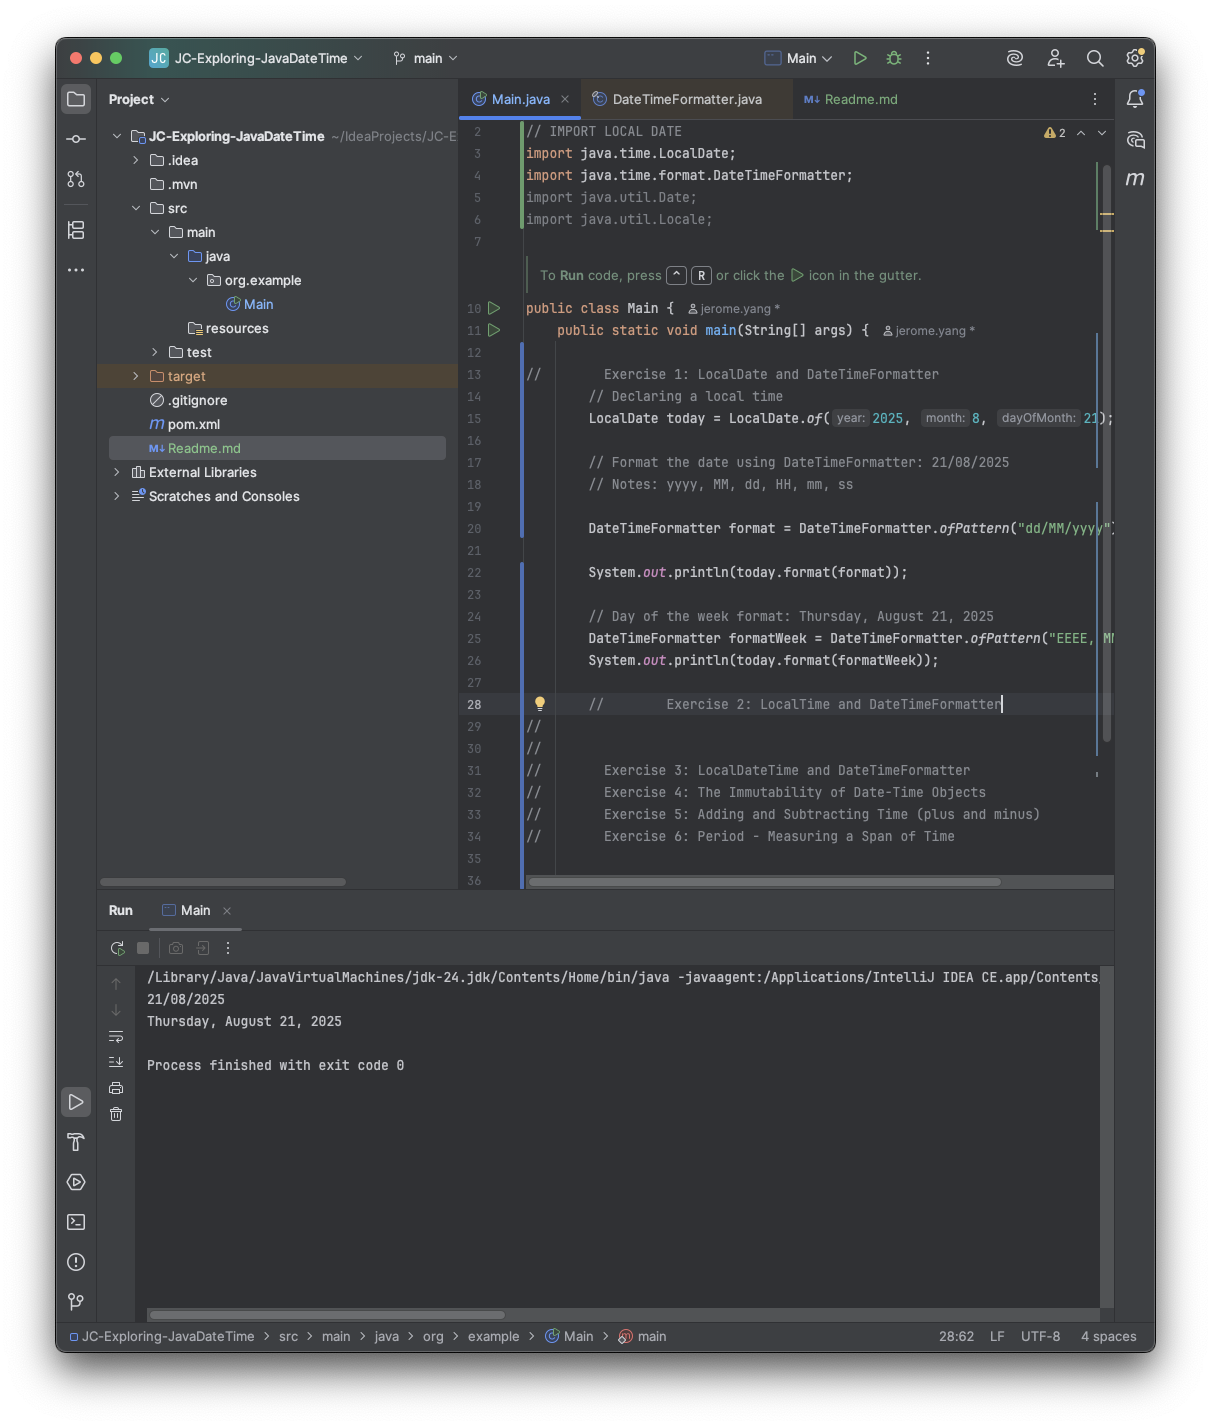 JC JC-Exploring-JavaDateTime main Main
Project
Main.java DateTimeFormatter.java M↓ Readme.md
JC-Exploring-JavaDateTime ~/IdeaProjects/JC-E
.idea
.mvn
src
main
java
org.example
Main
resources
test
target
.gitignore
m pom.xml
M↓ Readme.md
External Libraries
Scratches and Consoles
2 // IMPORT LOCAL DATE
2
3 import java.time.LocalDate;
4 import java.time.format.DateTimeFormatter;
5 import java.util.Date;
6 import java.util.Locale;
7
To Run code, press ^ R or click the icon in the gutter.
10 public class Main { jerome.yang *
11 public static void main(String[] args) { jerome.yang *
12
13 // Exercise 1: LocalDate and DateTimeFormatter
14 // Declaring a local time
15 LocalDate today = LocalDate.of( year: 2025, month: 8, dayOfMonth: 21);
16
17 // Format the date using DateTimeFormatter: 21/08/2025
18 // Notes: yyyy, MM, dd, HH, mm, ss
19
20 DateTimeFormatter format = DateTimeFormatter.ofPattern("dd/MM/yyyy")
21
22 System.out.println(today.format(format));
23
24 // Day of the week format: Thursday, August 21, 2025
25 DateTimeFormatter formatWeek = DateTimeFormatter.ofPattern("EEEE, MM
26 System.out.println(today.format(formatWeek));
27
28 // Exercise 2: LocalTime and DateTimeFormatter
29 //
30 //
31 // Exercise 3: LocalDateTime and DateTimeFormatter
32 // Exercise 4: The Immutability of Date-Time Objects
33 // Exercise 5: Adding and Subtracting Time (plus and minus)
34 // Exercise 6: Period - Measuring a Span of Time
35
36
m
Run Main
/Library/Java/JavaVirtualMachines/jdk-24.jdk/Contents/Home/bin/java -javaagent:/Applications/IntelliJ IDEA CE.app/Contents/
21/08/2025
Thursday, August 21, 2025
Process finished with exit code 0
JC-Exploring-JavaDateTime > src > main > java > org > example > Main > m main
28:62 LF UTF-8 4 spaces